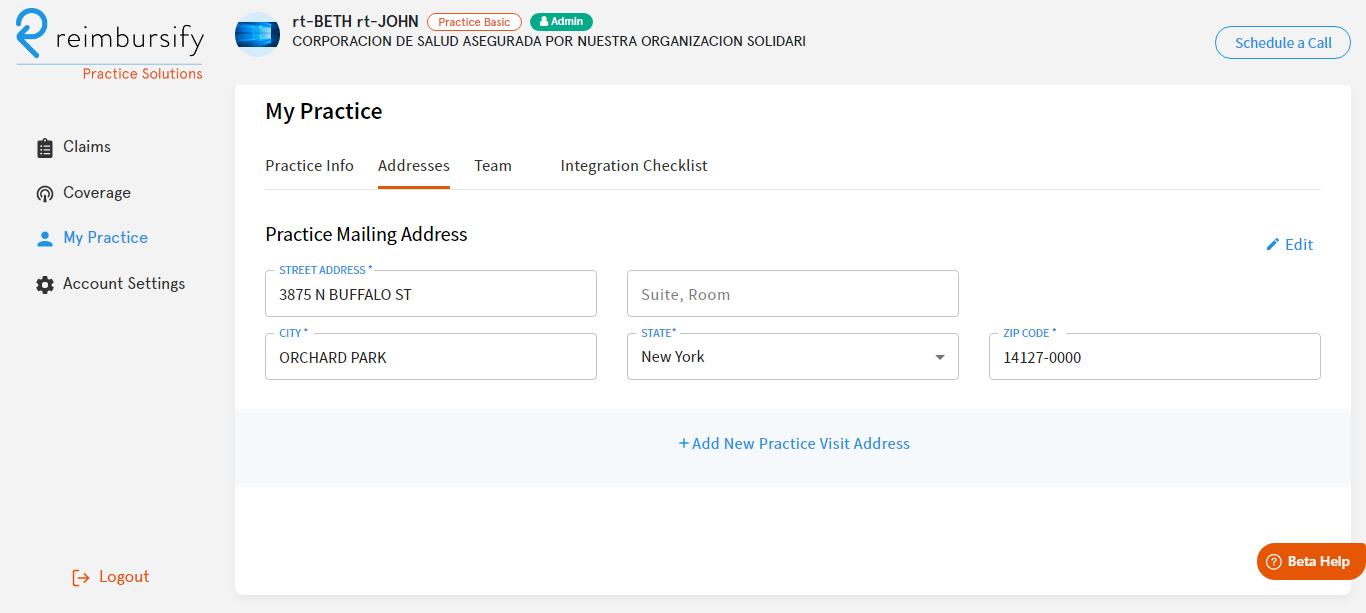 reimbursify
Practice Solutions
rt-BETH rt-JOHN Practice Basic Admin
CORPORACION DE SALUD ASEGURADA POR NUESTRA ORGANIZACION SOLIDARI
Schedule a Call
Claims
Coverage
My Practice
Account Settings
Logout
My Practice
Practice Info Addresses Team Integration Checklist
Practice Mailing Address
Edit
STREET ADDRESS *
3875 N BUFFALO ST
Suite, Room
CITY *
ORCHARD PARK
STATE*
New York
ZIP CODE *
14127-0000
+ Add New Practice Visit Address
? Beta Help